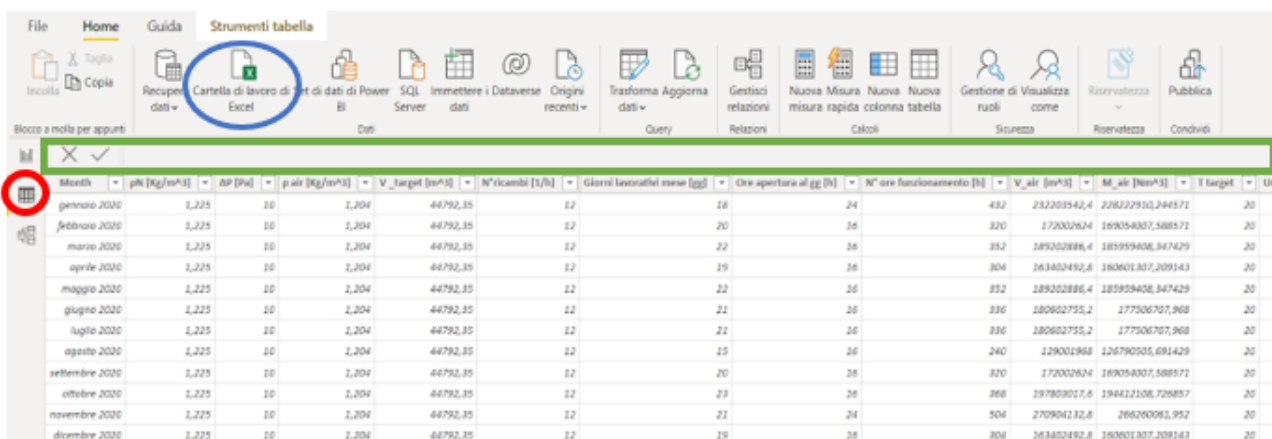 File Home Guida Strumenti tabella
Taglia
Copia
Incolla
Recupera dati
Cartella di lavoro di Excel
Set di dati di Power BI
SQL Server
Immettere i dati
Dataverse
Origini recenti
Trasforma dati
Aggiorna
Gestisci relazioni
Nuova misura
Misura rapida
Nuova colonna
Nuova tabella
Gestione ruoli
Visualizza come
Riservatezza
Pubblica
Blocco a molla per appunti Dati Query Relazioni Calcoli Sicurezza Riservatezza Condividi
Month ρN [Kg/m^3] ΔP [Pa] ρ air [Kg/m^3] V_target [m^3] N°ricambi [1/h] Giorni lavorativi mese [gg] Ore apertura al gg [h] N° ore funzionamento [h] V_air [m^3] M_air [Nm^3] T target
gennaio 2020 1,225 10 1,204 44792,35 12 18 24 432 232203542,4 228222910,244571 20
febbraio 2020 1,225 10 1,204 44792,35 12 20 16 320 172002624 169054007,588571 20
marzo 2020 1,225 10 1,204 44792,35 12 22 16 352 189202886,4 185959408,347429 20
aprile 2020 1,225 10 1,204 44792,35 12 19 16 304 163402492,8 160601307,209143 20
maggio 2020 1,225 10 1,204 44792,35 12 22 16 352 189202886,4 185959408,347429 20
giugno 2020 1,225 10 1,204 44792,35 12 21 16 336 180602755,2 177506707,968 20
luglio 2020 1,225 10 1,204 44792,35 12 21 16 336 180602755,2 177506707,968 20
agosto 2020 1,225 10 1,204 44792,35 12 15 16 240 129001968 126790505,691429 20
settembre 2020 1,225 10 1,204 44792,35 12 20 16 320 172002624 169054007,588571 20
ottobre 2020 1,225 10 1,204 44792,35 12 23 16 368 197803017,6 194412108,726857 20
novembre 2020 1,225 10 1,204 44792,35 12 21 24 504 270904132,8 266260061,952 20
dicembre 2020 1,225 10 1,204 44792,35 12 19 16 304 163402492,8 160601307,209143 20